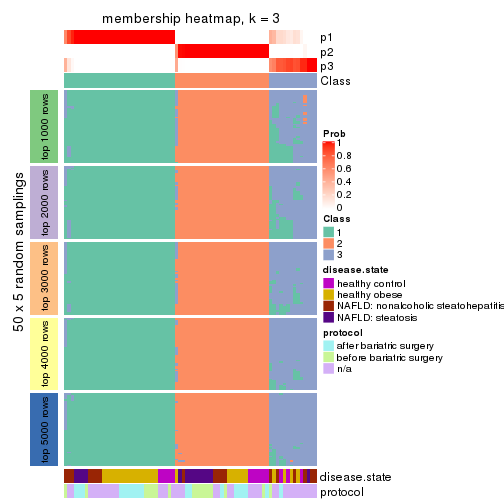 membership heatmap, k = 3
p1
p2
p3
Class
50 x 5 random samplings
top 1000 rows
top 2000 rows
top 3000 rows
top 4000 rows
top 5000 rows
disease.state
protocol
Prob
1
0.8
0.6
0.4
0.2
0
Class
1
2
3
disease.state
healthy control
healthy obese
NAFLD: nonalcoholic steatohepatitis
NAFLD: steatosis
protocol
after bariatric surgery
before bariatric surgery
n/a